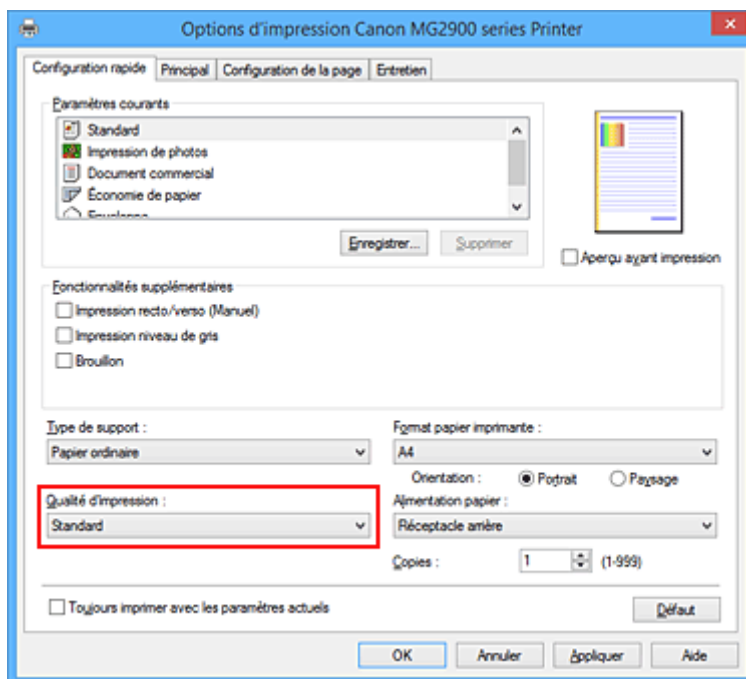 Options d'impression Canon MG2900 series Printer
Configuration rapide Principal Configuration de la page Entretien
Paramètres courants
Standard
Impression de photos
Document commercial
Économie de papier
Enveloppe
Enregistrer... Supprimer
Aperçu avant impression
Fonctionnalités supplémentaires
Impression recto/verso (Manuel)
Impression niveau de gris
Brouillon
Type de support :
Papier ordinaire
Format papier imprimante :
A4
Orientation : Portrait Paysage
Qualité d'impression :
Standard
Alimentation papier :
Réceptacle arrière
Copies : 1 (1-999)
Toujours imprimer avec les paramètres actuels
Défaut
OK Annuler Appliquer Aide